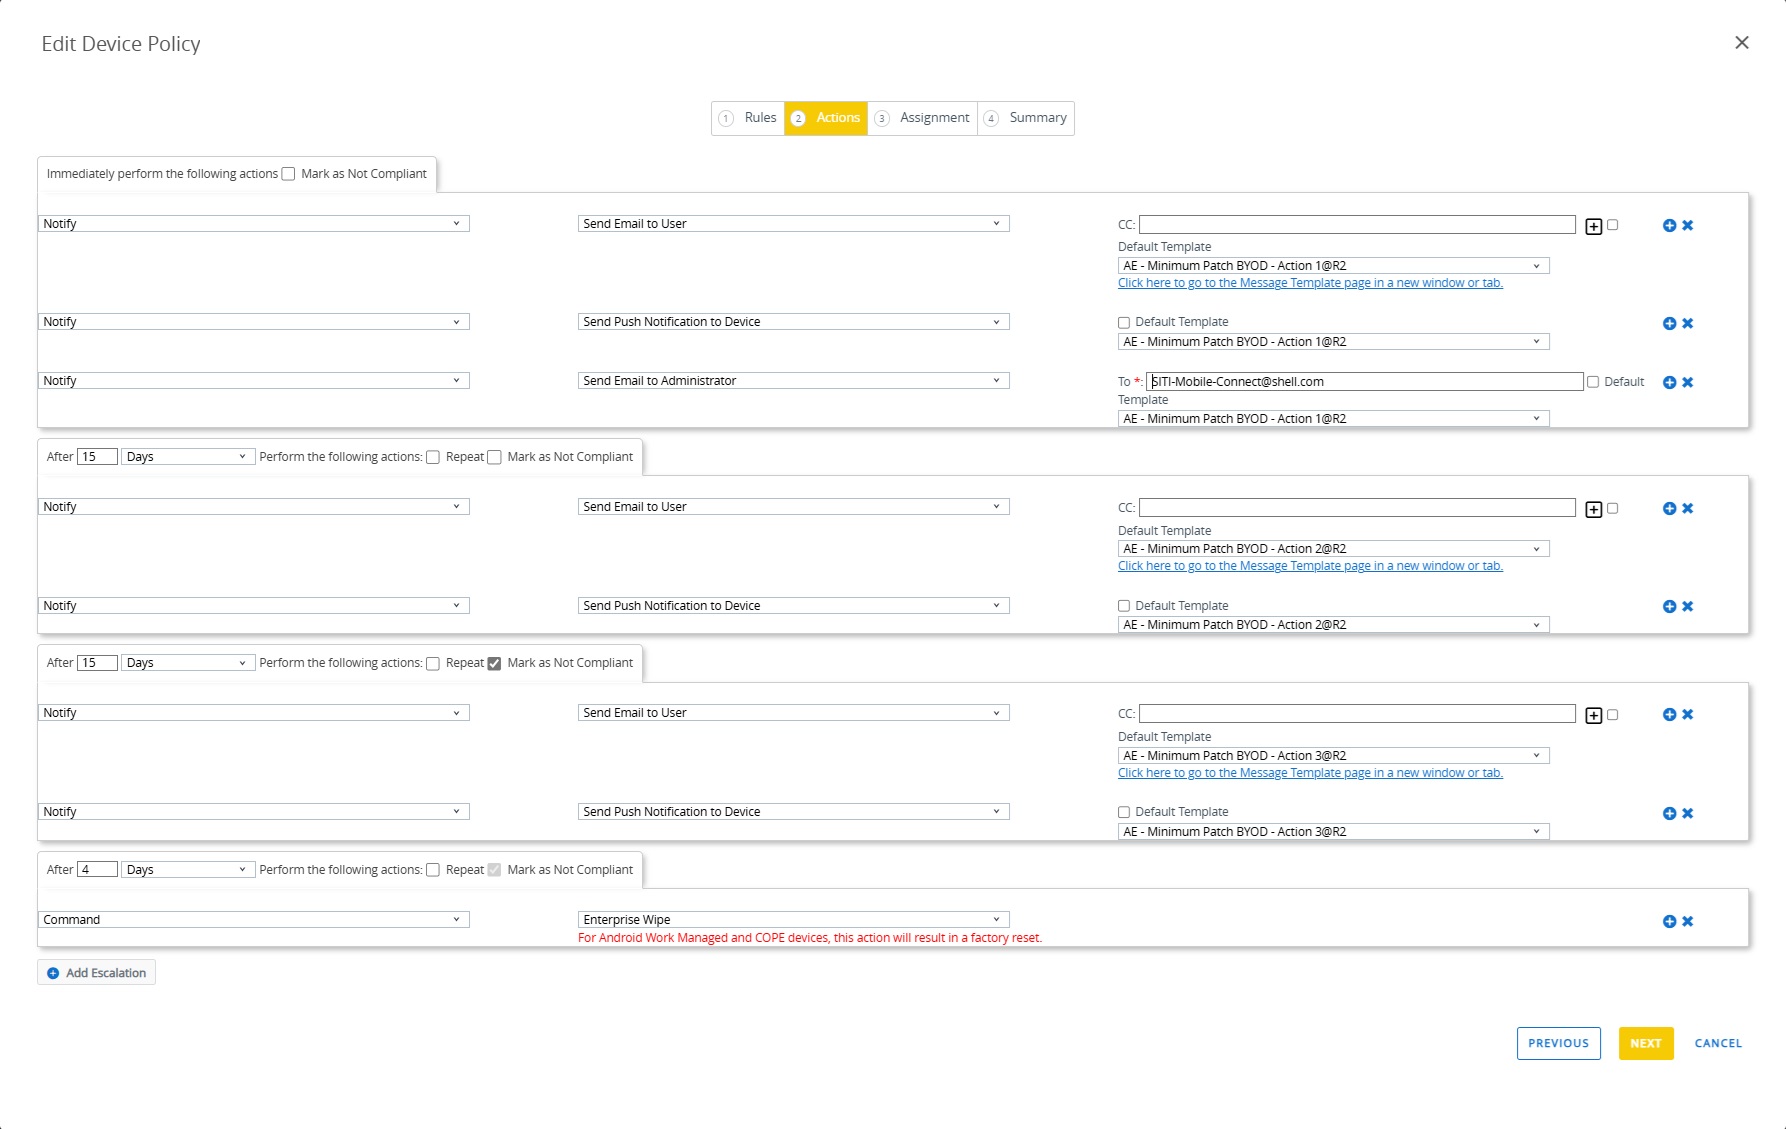 Edit Device Policy
1 Rules 2 Actions 3 Assignment 4 Summary
Immediately perform the following actions Mark as Not Compliant
Notify Send Email to User CC:
Default Template
AE - Minimum Patch BYOD - Action 1@R2
Click here to go to the Message Template page in a new window or tab.
Notify Send Push Notification to Device Default Template
AE - Minimum Patch BYOD - Action 1@R2
Notify Send Email to Administrator To *: SITI-Mobile-Connect@shell.com Default
Template
AE - Minimum Patch BYOD - Action 1@R2
After 15 Days Perform the following actions: Repeat Mark as Not Compliant
Notify Send Email to User CC:
Default Template
AE - Minimum Patch BYOD - Action 2@R2
Click here to go to the Message Template page in a new window or tab.
Notify Send Push Notification to Device Default Template
AE - Minimum Patch BYOD - Action 2@R2
After 15 Days Perform the following actions: Repeat Mark as Not Compliant
Notify Send Email to User CC:
Default Template
AE - Minimum Patch BYOD - Action 3@R2
Click here to go to the Message Template page in a new window or tab.
Notify Send Push Notification to Device Default Template
AE - Minimum Patch BYOD - Action 3@R2
After 4 Days Perform the following actions: Repeat Mark as Not Compliant
Command Enterprise Wipe
For Android Work Managed and COPE devices, this action will result in a factory reset.
Add Escalation
PREVIOUS NEXT CANCEL